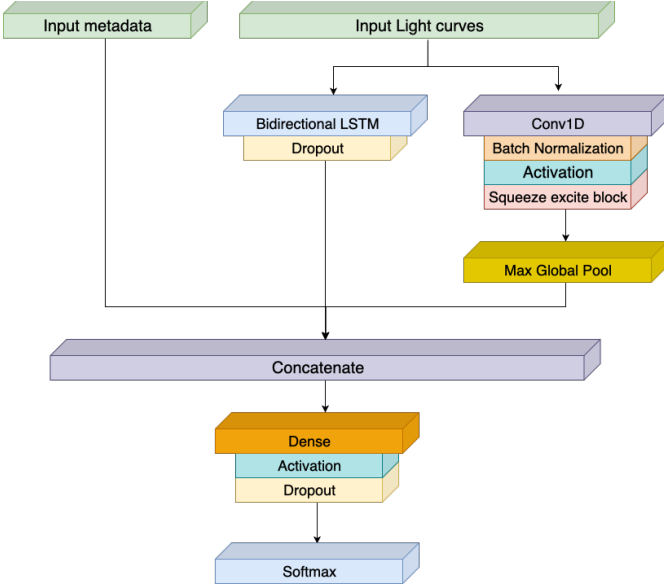 Input metadata
Input Light curves
Bidirectional LSTM
Dropout
Conv1D
Batch Normalization
Activation
Squeeze excite block
Max Global Pool
Concatenate
Dense
Activation
Dropout
Softmax